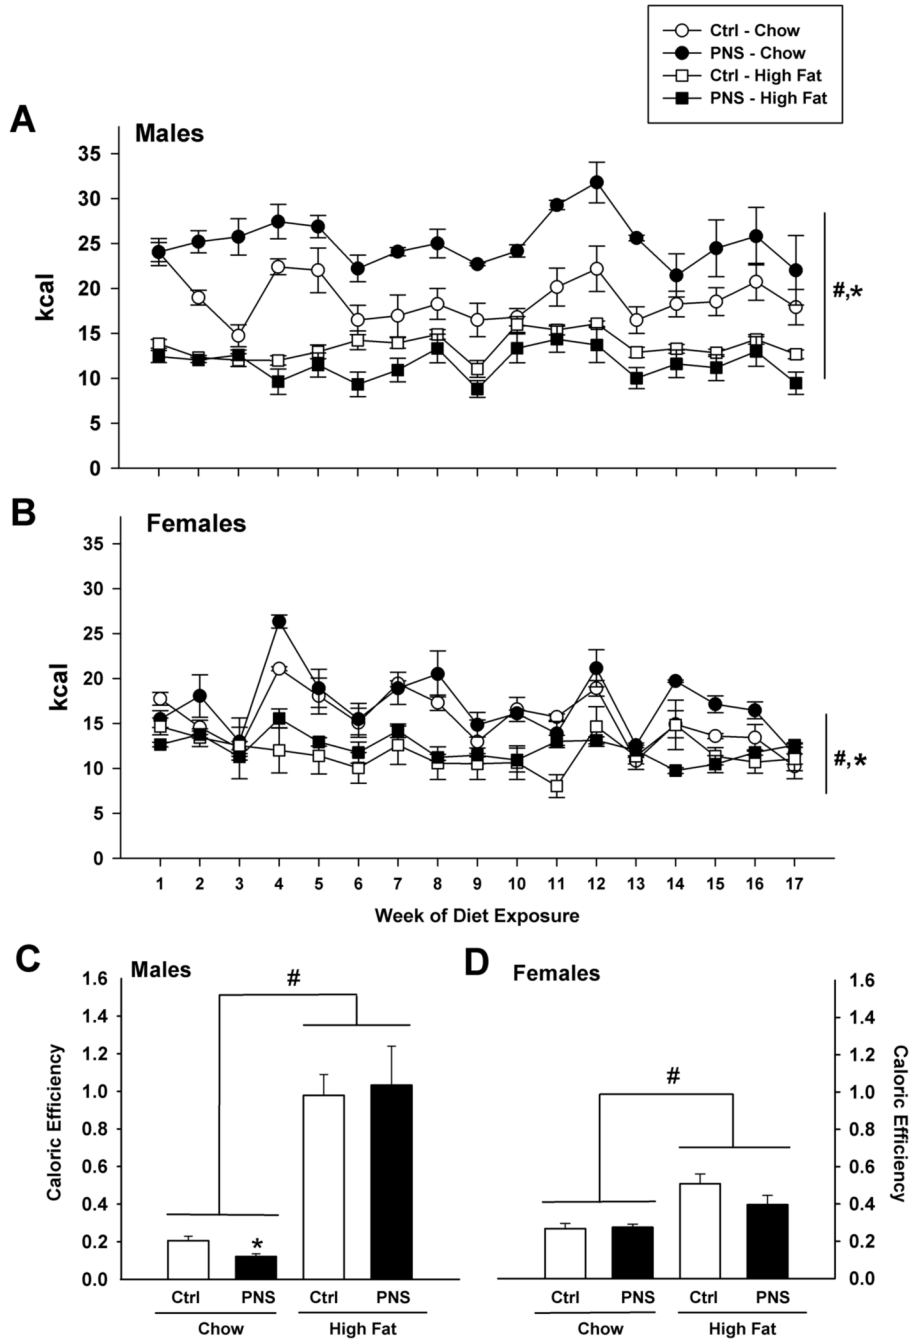 Ctrl - Chow
PNS - Chow
Ctrl - High Fat
PNS - High Fat
A
Males
35
30
25
20
15
10
5
0
kcal
#,*
B
Females
35
30
25
20
15
10
5
0
kcal
#,*
1 2 3 4 5 6 7 8 9 10 11 12 13 14 15 16 17
Week of Diet Exposure
C
Males
1.6
1.4
1.2
1.0
0.8
0.6
0.4
0.2
0.0
Caloric Efficiency
#
*
Ctrl PNS Ctrl PNS
Chow High Fat
D
Females
#
1.6
1.4
1.2
1.0
0.8
0.6
0.4
0.2
0.0
Caloric Efficiency
Ctrl PNS Ctrl PNS
Chow High Fat